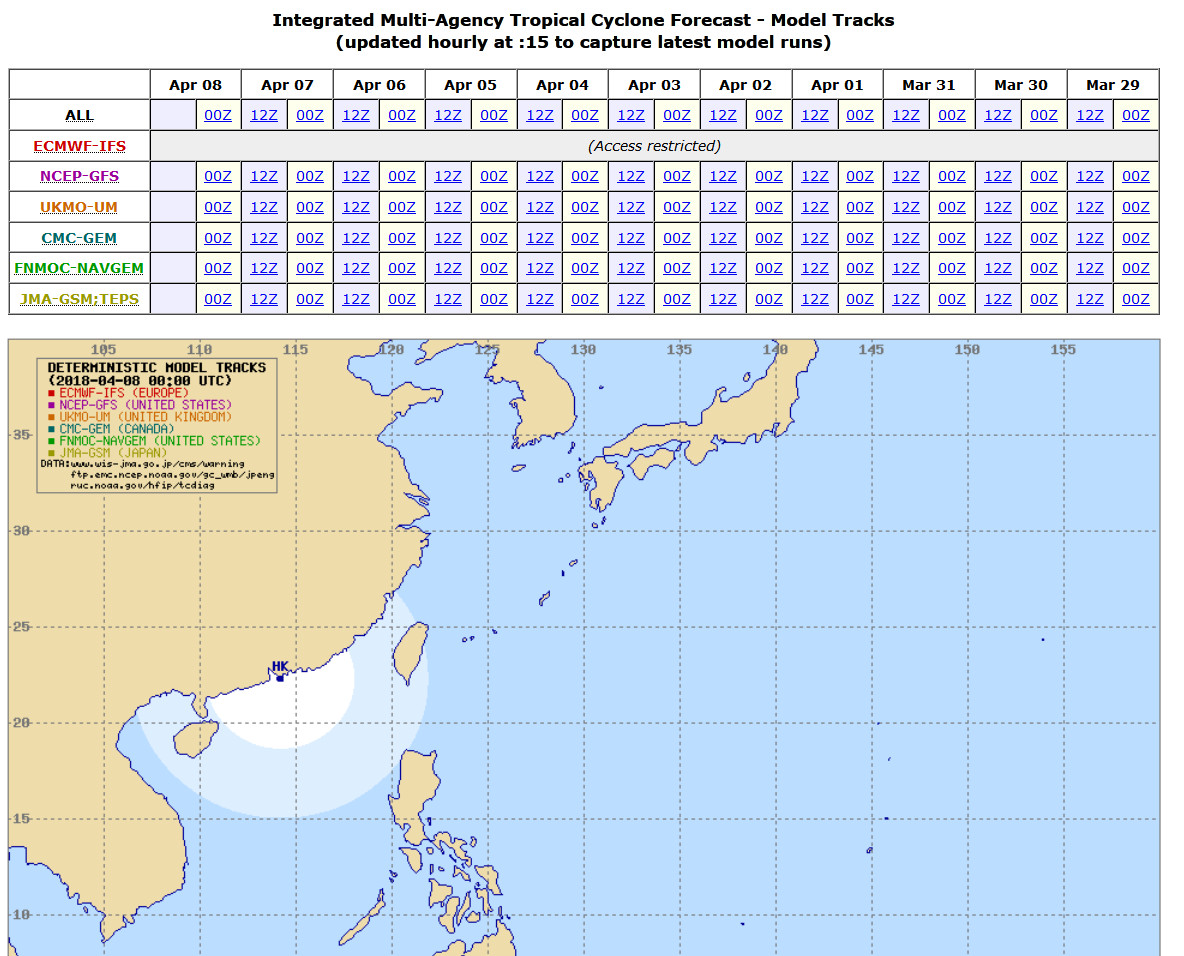 Integrated Multi-Agency Tropical Cyclone Forecast - Model Tracks
(updated hourly at :15 to capture latest model runs)
Apr 08 Apr 07 Apr 06 Apr 05 Apr 04 Apr 03 Apr 02 Apr 01 Mar 31 Mar 30 Mar 29
ALL 00Z 12Z 00Z 12Z 00Z 12Z 00Z 12Z 00Z 12Z 00Z 12Z 00Z 12Z 00Z 12Z 00Z 12Z 00Z 12Z 00Z
ECMWF-IFS (Access restricted)
NCEP-GFS 00Z 12Z 00Z 12Z 00Z 12Z 00Z 12Z 00Z 12Z 00Z 12Z 00Z 12Z 00Z 12Z 00Z 12Z 00Z 12Z 00Z
UKMO-UM 00Z 12Z 00Z 12Z 00Z 12Z 00Z 12Z 00Z 12Z 00Z 12Z 00Z 12Z 00Z 12Z 00Z 12Z 00Z 12Z 00Z
CMC-GEM 00Z 12Z 00Z 12Z 00Z 12Z 00Z 12Z 00Z 12Z 00Z 12Z 00Z 12Z 00Z 12Z 00Z 12Z 00Z 12Z 00Z
FNMOC-NAVGEM 00Z 12Z 00Z 12Z 00Z 12Z 00Z 12Z 00Z 12Z 00Z 12Z 00Z 12Z 00Z 12Z 00Z 12Z 00Z 12Z 00Z
JMA-GSM;TEPS 00Z 12Z 00Z 12Z 00Z 12Z 00Z 12Z 00Z 12Z 00Z 12Z 00Z 12Z 00Z 12Z 00Z 12Z 00Z 12Z 00Z
105 110 115 120 125 130 135 140 145 150 155
DETERMINISTIC MODEL TRACKS
(2018-04-08 00:00 UTC)
ECMWF-IFS (EUROPE)
NCEP-GFS (UNITED STATES)
UKMO-UM (UNITED KINGDOM)
CMC-GEM (CANADA)
FNMOC-NAVGEM (UNITED STATES)
JMA-GSM (JAPAN)
DATA:www.wis-jma.go.jp/cms/warning
ftp.emc.ncep.noaa.gov/gc_wmb/jpeng
ruc.noaa.gov/hfip/tcdiag
35
30
25
HK
20
15
10